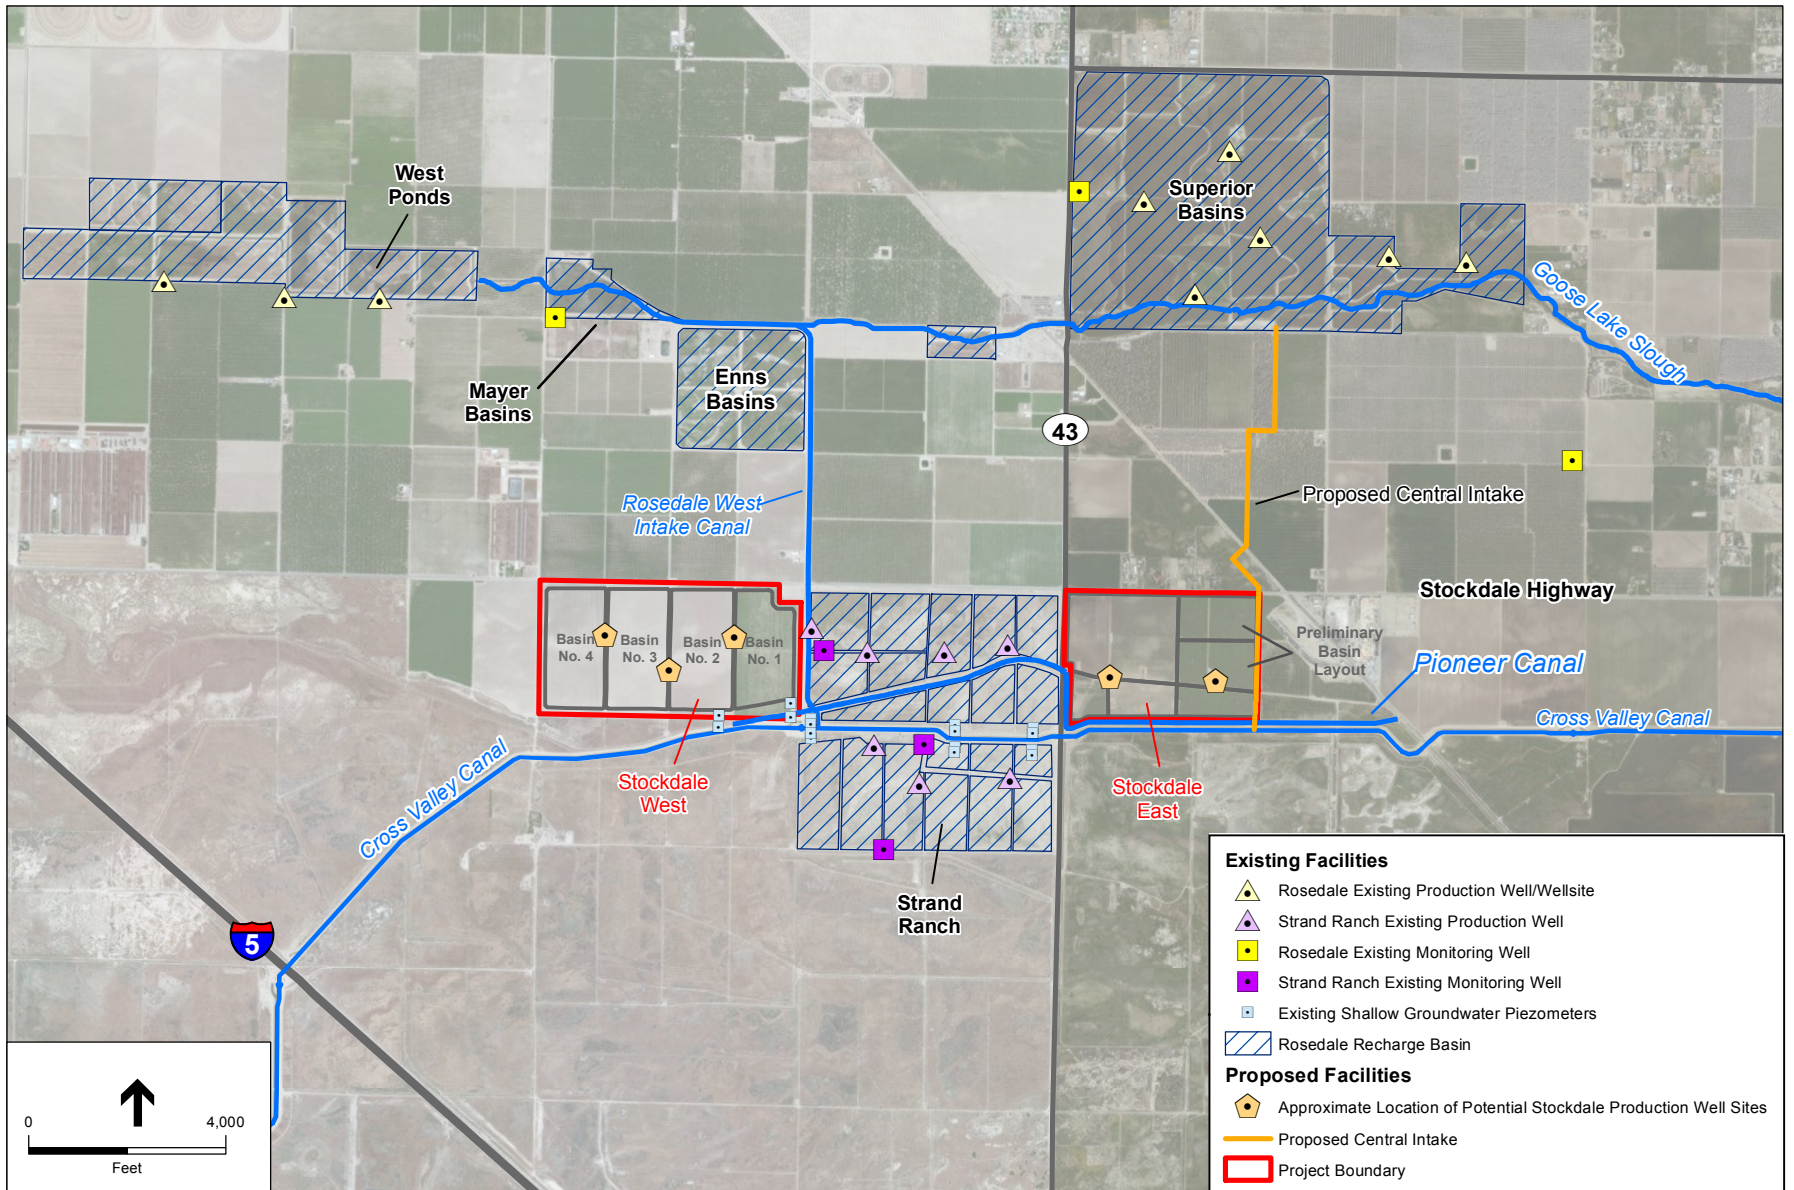 West
Ponds
Superior
Basins
Goose Lake Slough
Mayer
Basins
Enns
Basins
43
Rosedale West
Intake Canal
Proposed Central Intake
Stockdale Highway
Basin
No. 4
Basin
No. 3
Basin
No. 2
Basin
No. 1
Preliminary
Basin
Layout
Pioneer Canal
Cross Valley Canal
Cross Valley Canal
Stockdale
West
Stockdale
East
Strand
Ranch
5
0
4,000
Feet
Existing Facilities
Rosedale Existing Production Well/Wellsite
Strand Ranch Existing Production Well
Rosedale Existing Monitoring Well
Strand Ranch Existing Monitoring Well
Existing Shallow Groundwater Piezometers
Rosedale Recharge Basin
Proposed Facilities
Approximate Location of Potential Stockdale Production Well Sites
Proposed Central Intake
Project Boundary